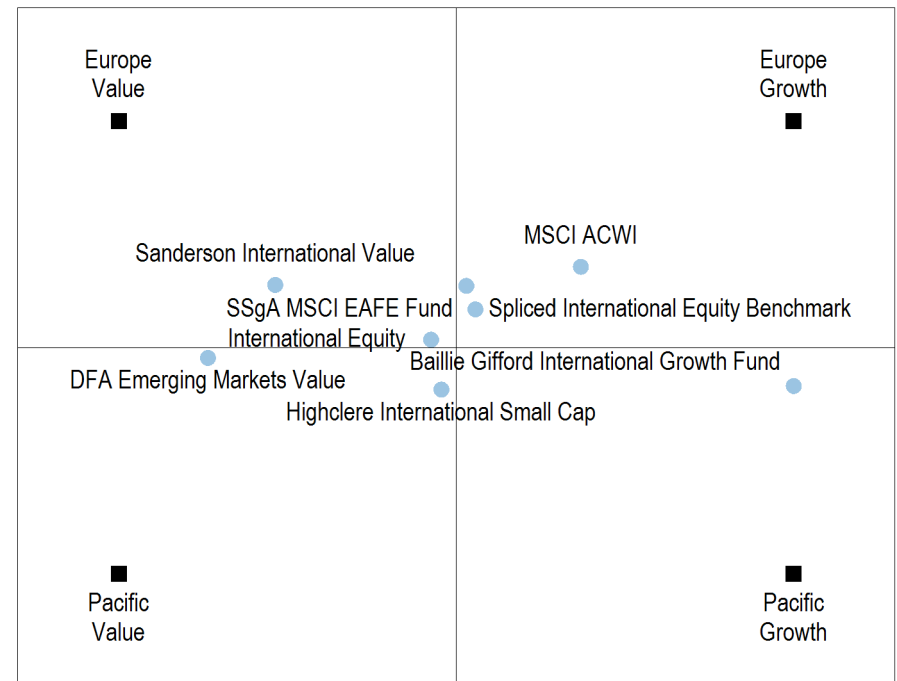 Europe
Value
Europe
Growth
MSCI ACWI
Sanderson International Value
SSgA MSCI EAFE Fund
Spliced International Equity Benchmark
International Equity
Baillie Gifford International Growth Fund
DFA Emerging Markets Value
Highclere International Small Cap
Pacific
Value
Pacific
Growth